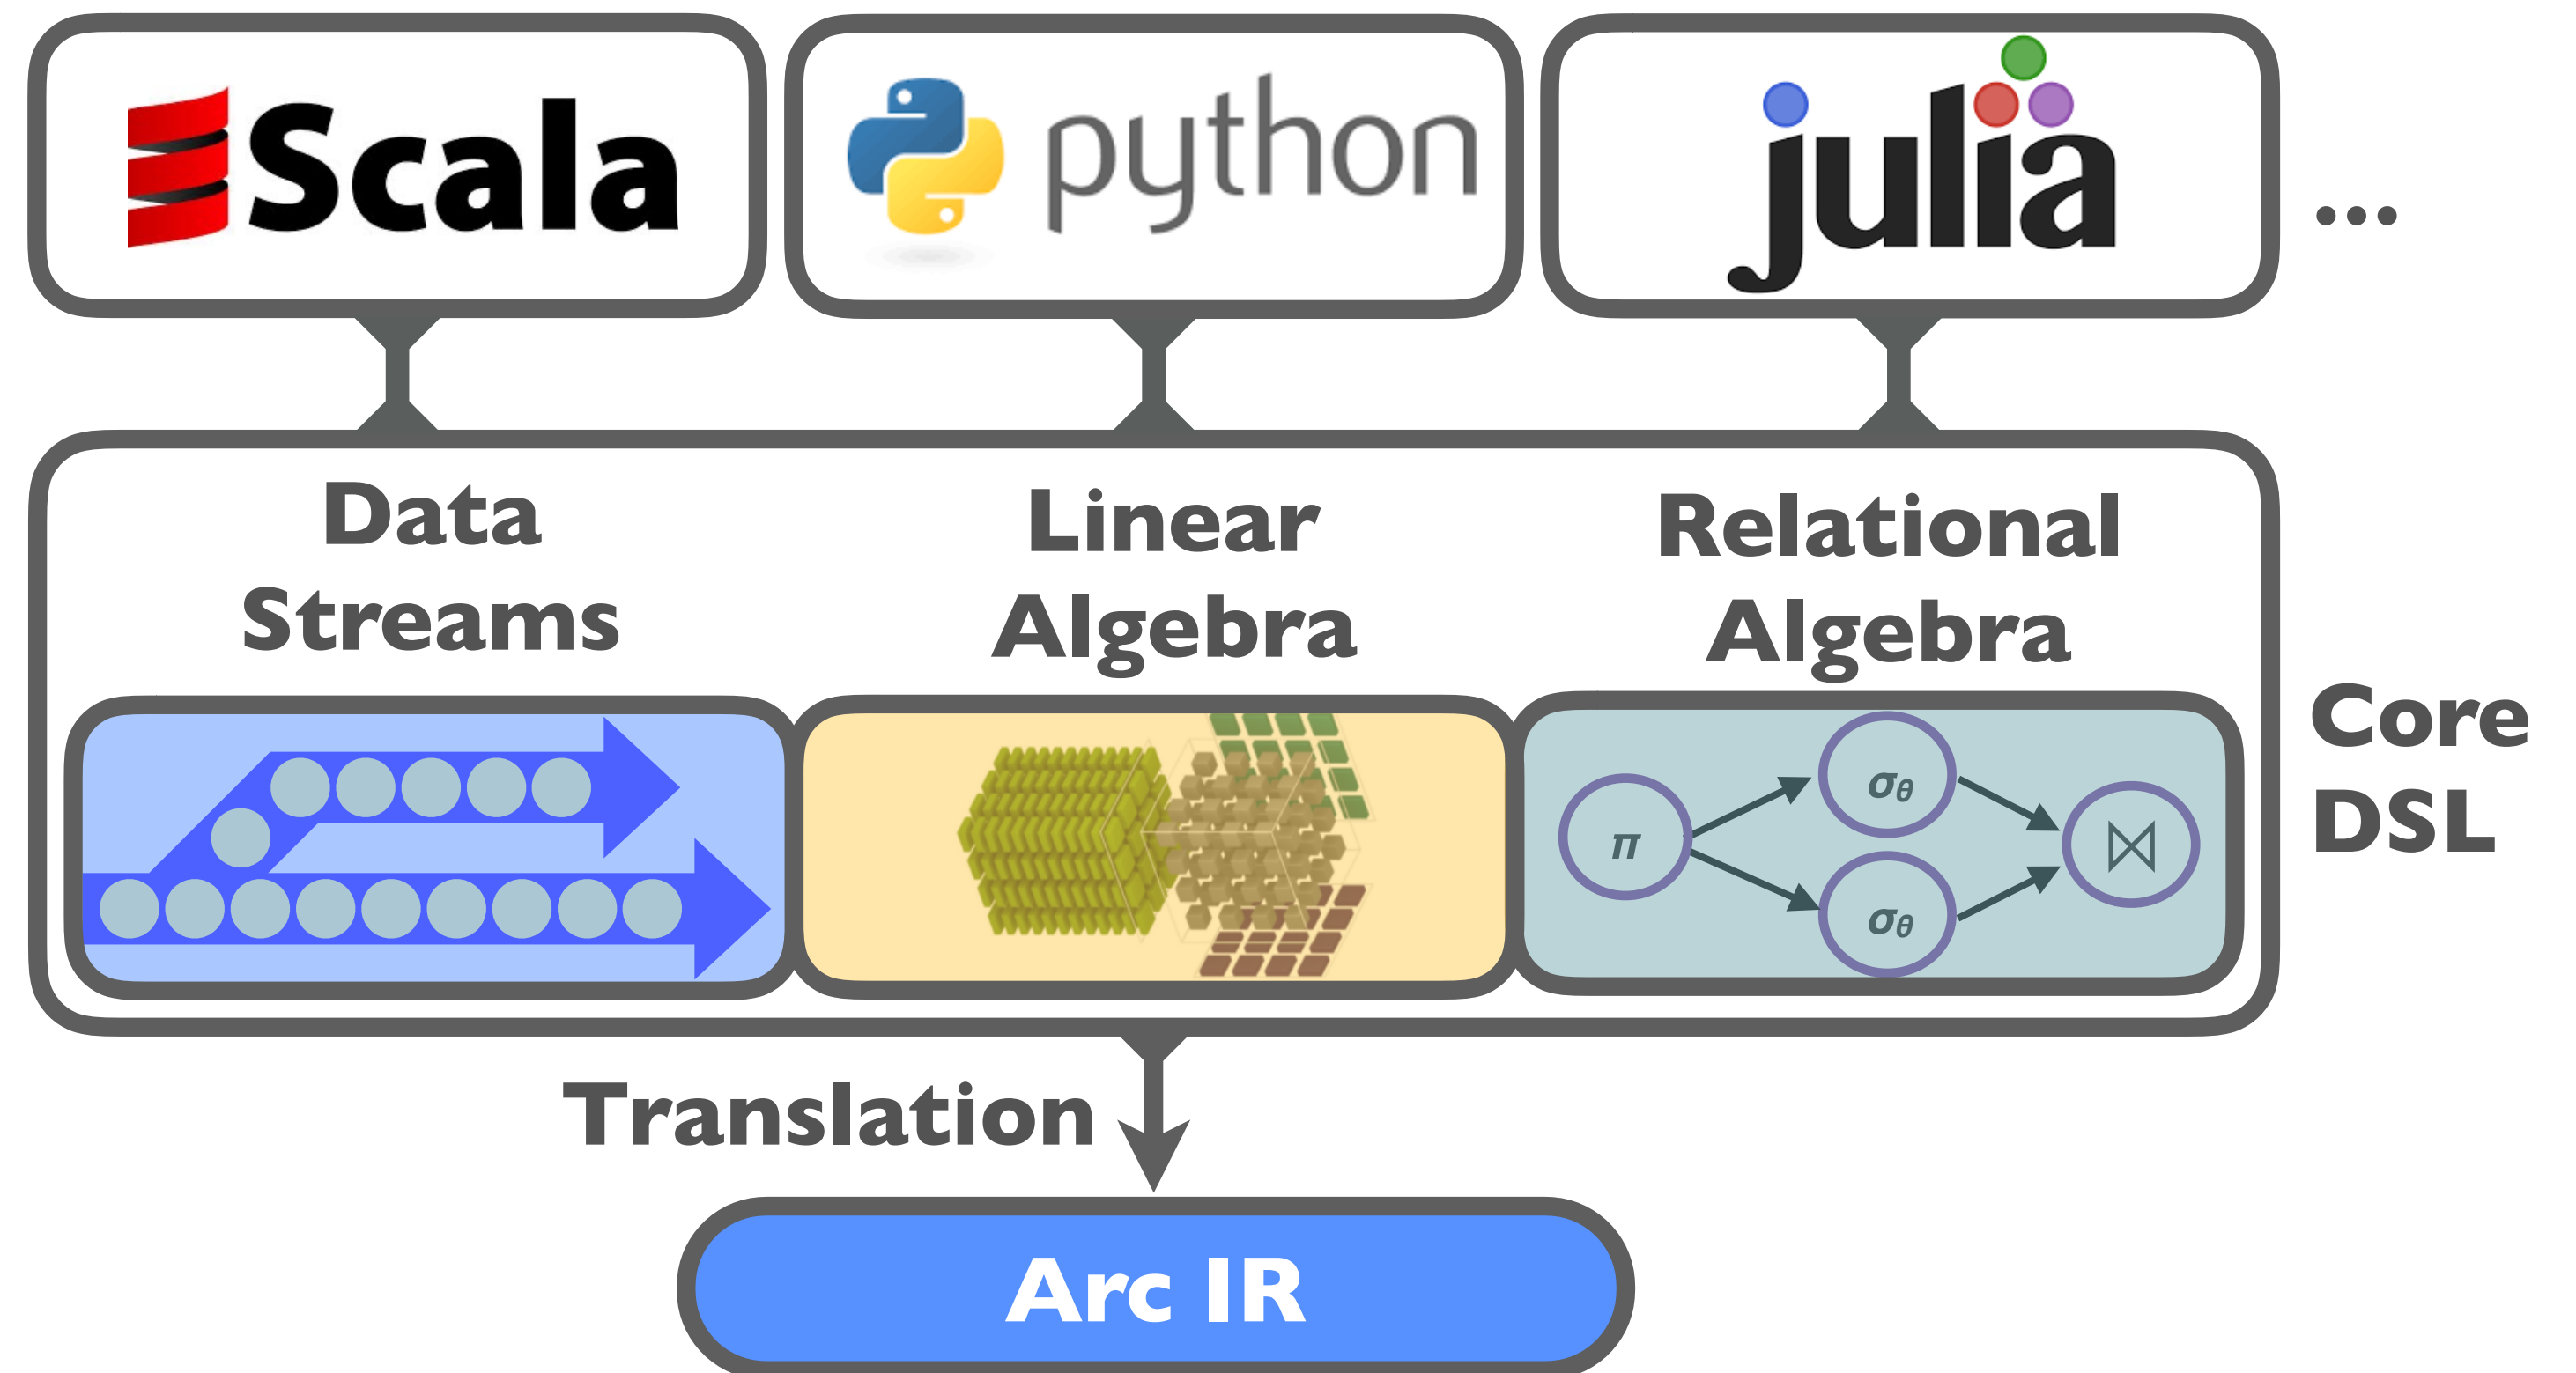 Scala
python
julia
...
Data
Streams
Linear
Algebra
Relational
Algebra
Core
DSL
π
σθ
σθ
⋈
Translation
Arc IR